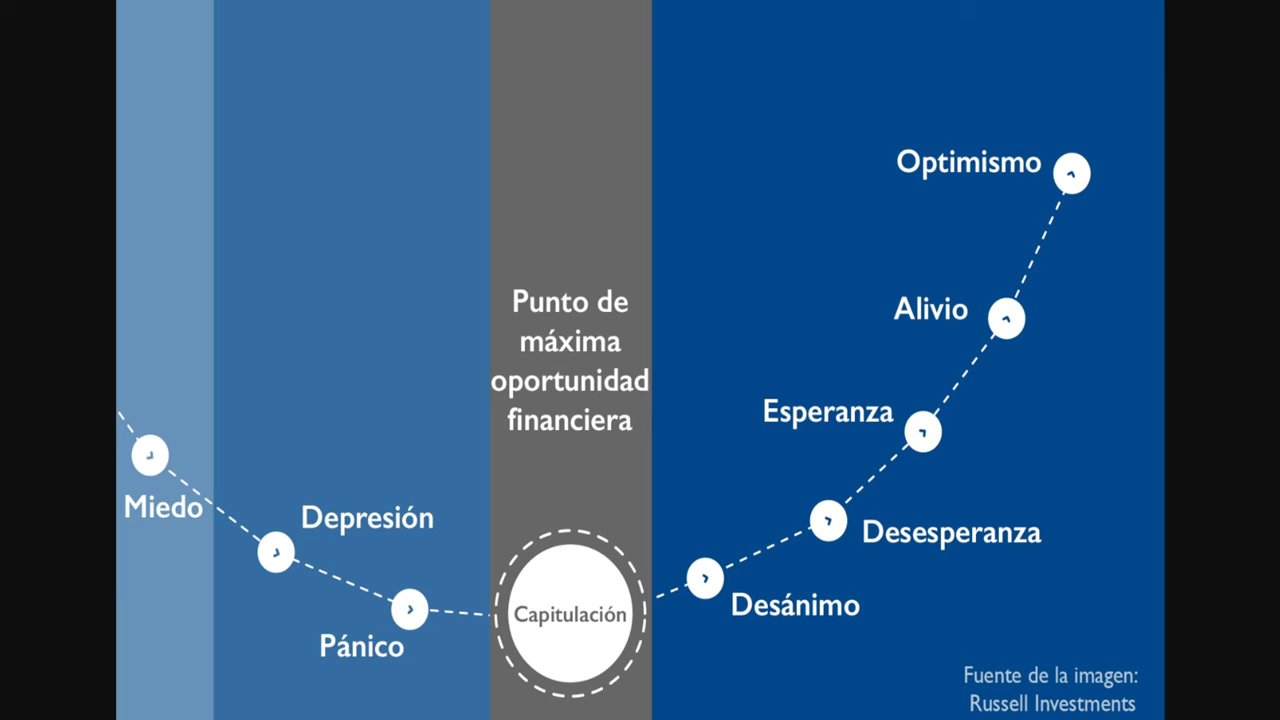 Optimismo
Alivio
Punto de
máxima
oportunidad
financiera
Esperanza
Miedo
Depresión
Desesperanza
Desánimo
Capitulación
Pánico
Fuente de la imagen:
Russell Investments